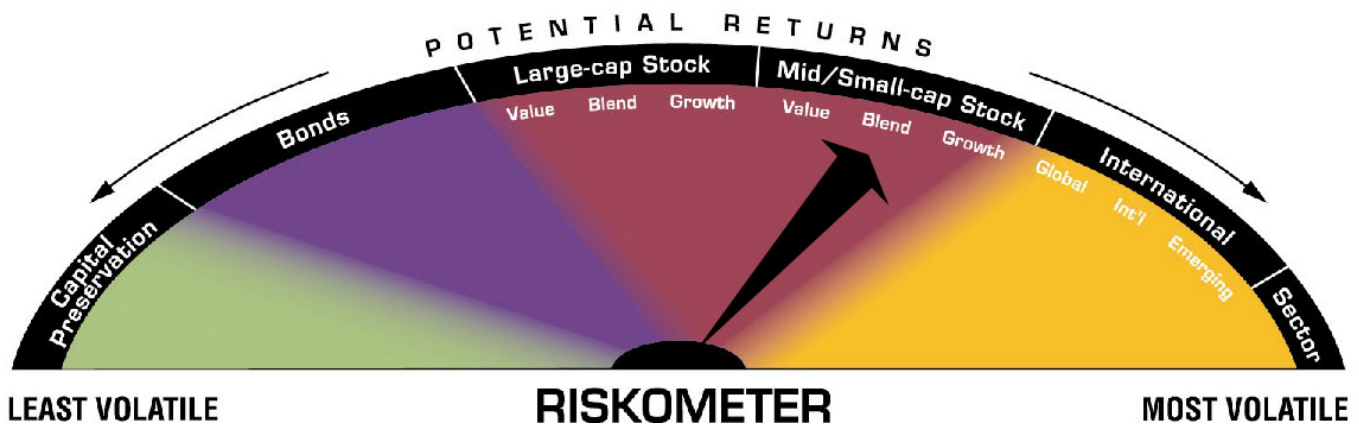 POTENTIAL RETURNS
Capital
Preservation
Bonds
Large-cap Stock
Value Blend Growth
Mid/Small-cap Stock
Value Blend Growth
International
Global Int'l Emerging
Sector
LEAST VOLATILE
RISKOMETER
MOST VOLATILE